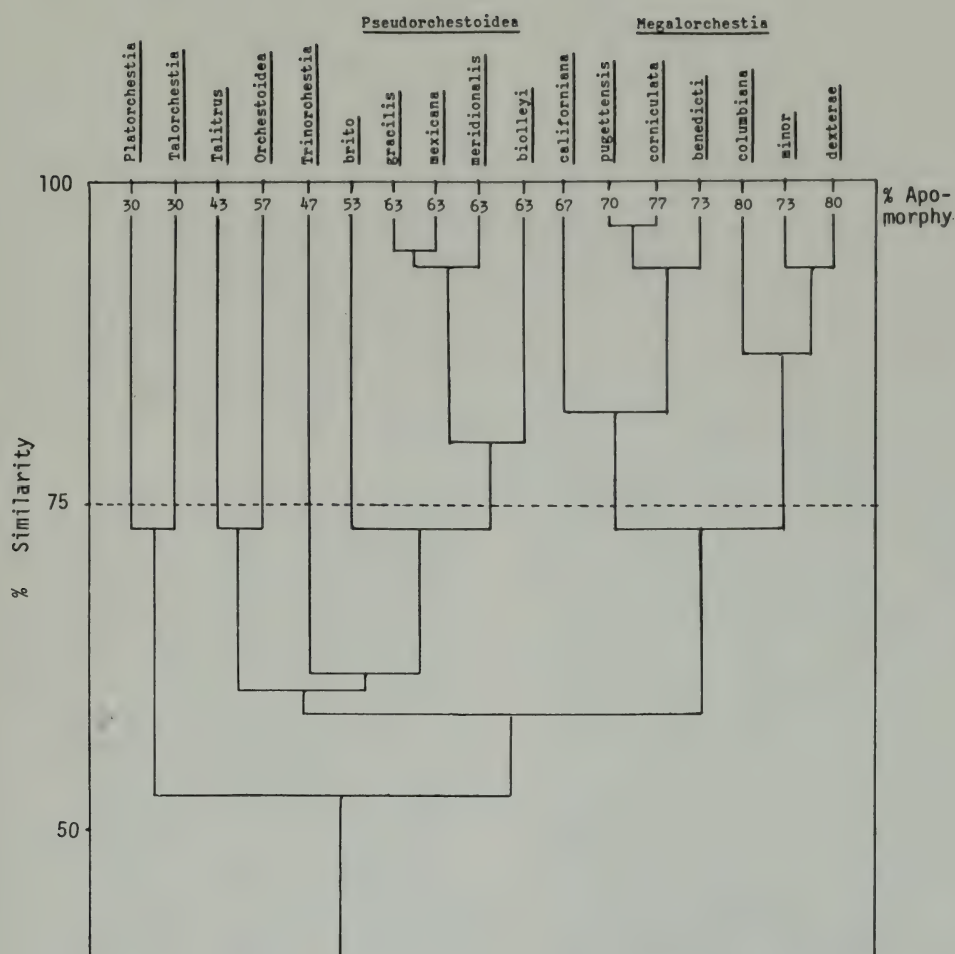 Pseudorchestoidea
Megalorchestia
Platorchestia
Talorchestia
Talitrus
Orchestoidea
Trinorchestia
brito
gracilis
mexicana
meridionalis
biolleyi
californiana
pugettensis
corniculata
benedicti
columbiana
minor
dexterae
100
30 30 43 57 47 53 63 63 63 63 67 70 77 73 80 73 80
% Apo-
morphy
% Similarity
75
50